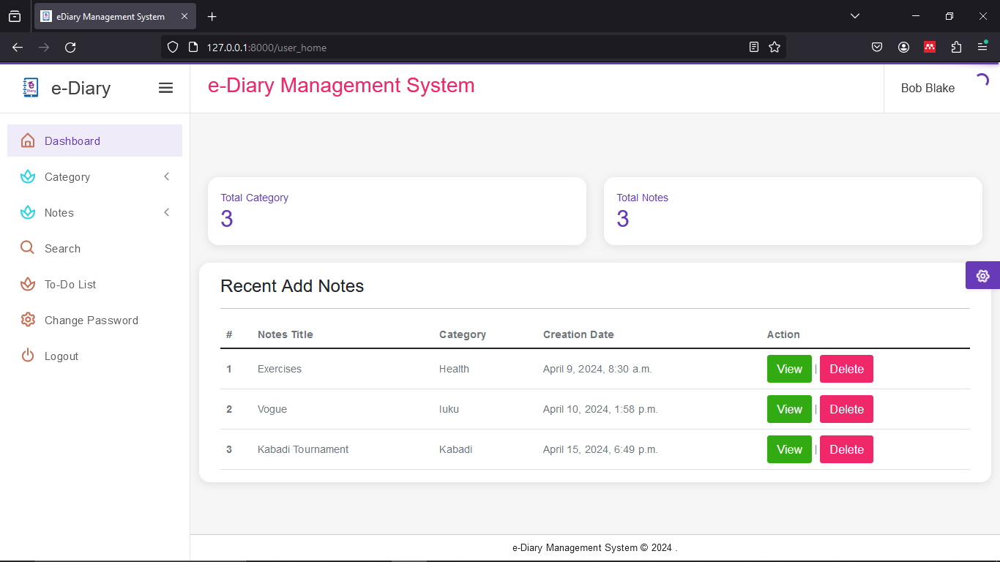 eDiary Management System
127.0.0.1:8000/user_home
e-Diary
e-Diary Management System
Bob Blake
Dashboard
Category
Notes
Search
To-Do List
Change Password
Logout
Total Category
3
Total Notes
3
Recent Add Notes
# Notes Title Category Creation Date Action
1 Exercises Health April 9, 2024, 8:30 a.m. View | Delete
2 Vogue luku April 10, 2024, 1:58 p.m. View | Delete
3 Kabadi Tournament Kabadi April 15, 2024, 6:49 p.m. View | Delete
e-Diary Management System © 2024 .